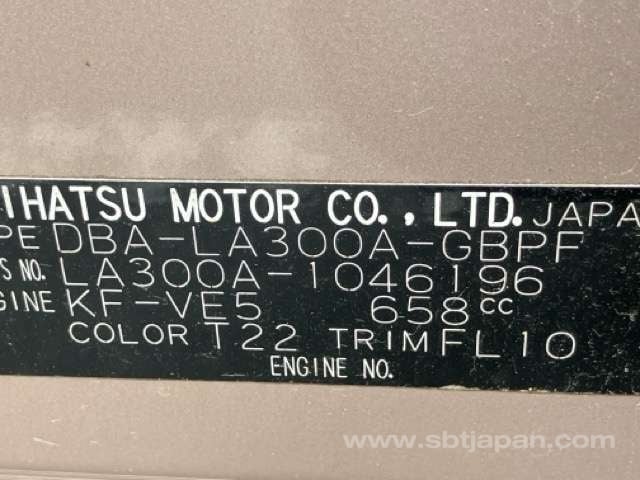 IHATSU MOTOR CO., LTD. JAPA
PE DBA-LA300A-GBPF
S NO. LA300A-1046196
GINE KF-VE5 658cc
COLOR T22 TRIM FL10
ENGINE NO.
www.sbtjapan.com